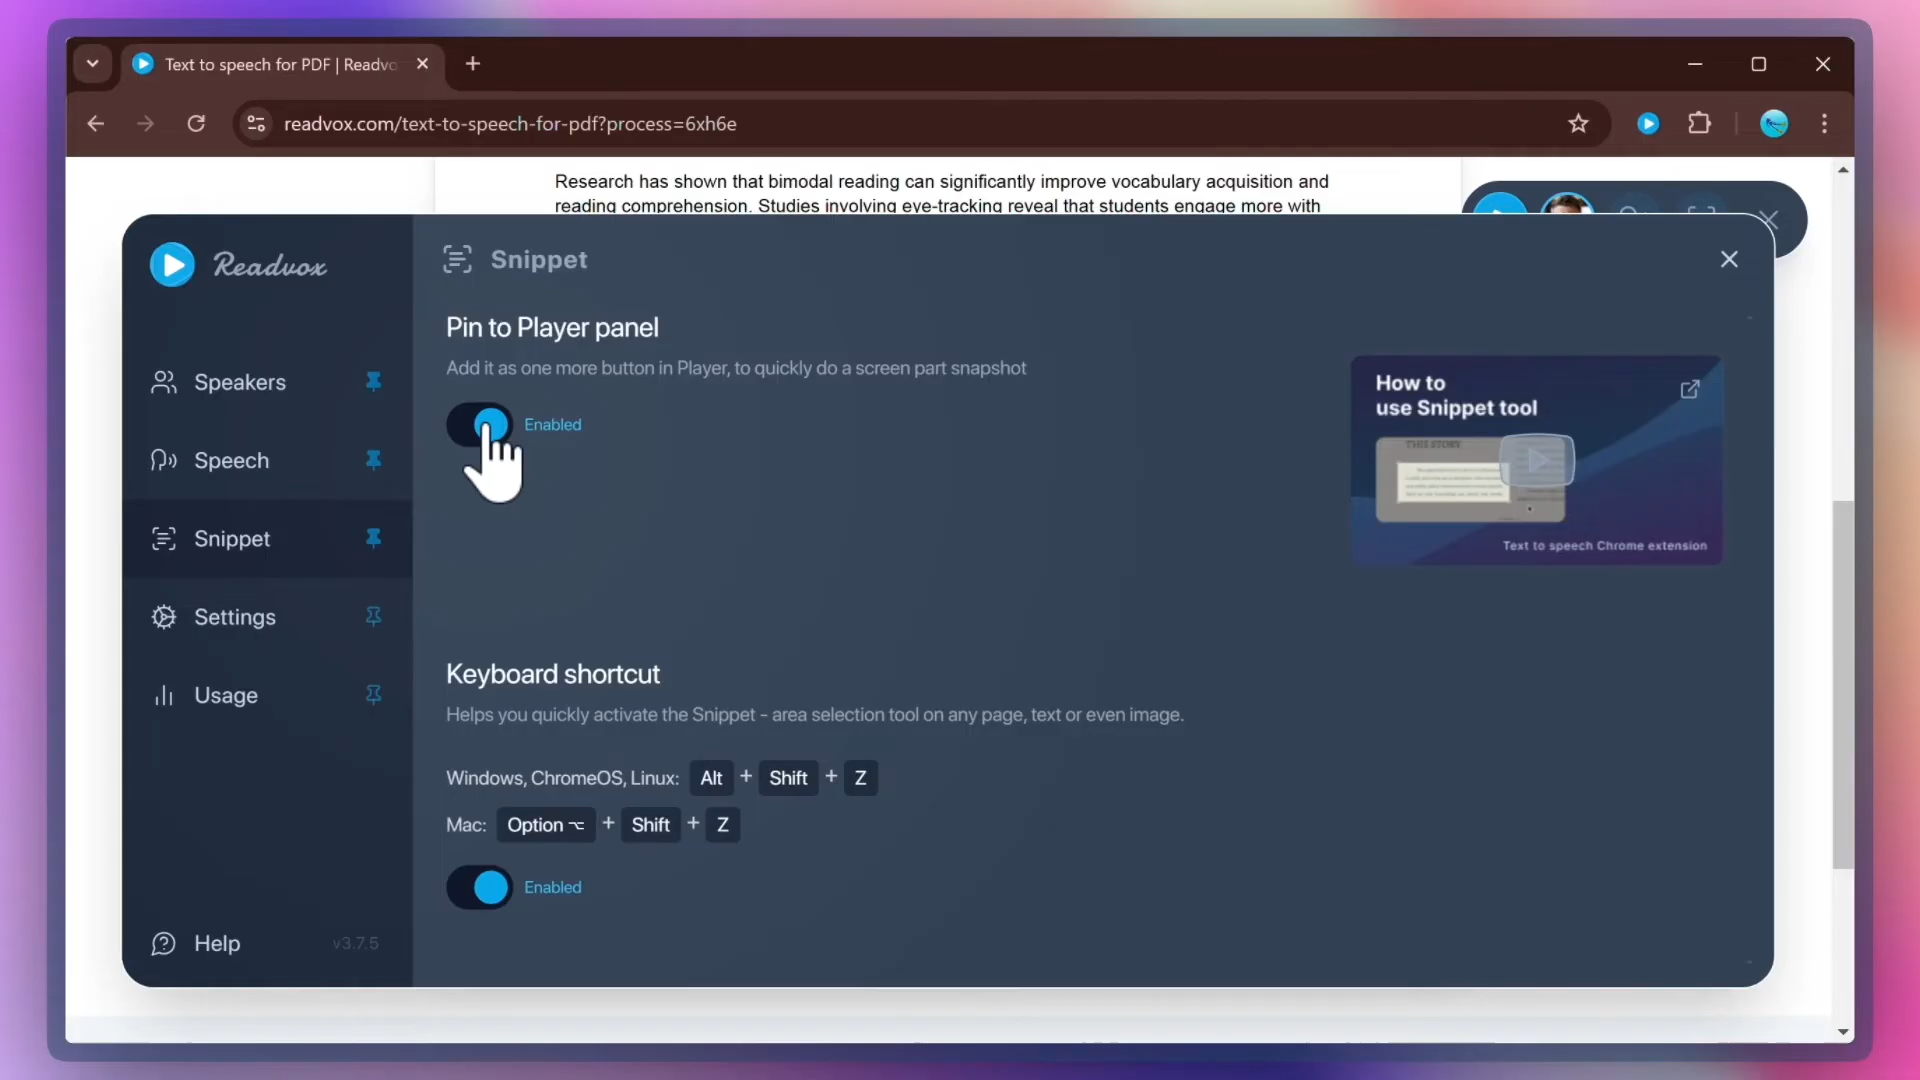 Text to speech for PDF | Readvo
readvox.com/text-to-speech-for-pdf?process=6xh6e
Research has shown that bimodal reading can significantly improve vocabulary acquisition and
reading comprehension. Studies involving eye-tracking reveal that students engage more with
Readvox
Speakers
Speech
Snippet
Settings
Usage
Help
v3.7.5
Snippet
Pin to Player panel
Add it as one more button in Player, to quickly do a screen part snapshot
Enabled
How to
use Snippet tool
THIS STORY
Text to speech Chrome extension
Keyboard shortcut
Helps you quickly activate the Snippet - area selection tool on any page, text or even image.
Windows, ChromeOS, Linux: Alt + Shift + Z
Mac: Option ⌥ + Shift + Z
Enabled